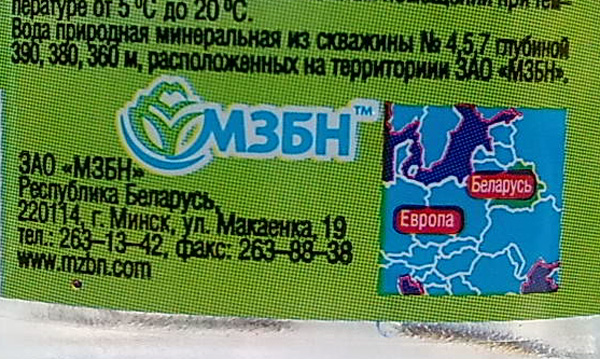 пературе от 5 °С до 20 °С.
Вода природная минеральная из скважины № 4,5,7 глубиной
390, 380, 360 м, расположенных на территориии ЗАО «МЗБН».
МЗБН™
ЗАО «МЗБН»
Республика Беларусь,
220114, г. Минск, ул. Макаенка, 19
тел.: 263–13–42, факс: 263–88–38
www.mzbn.com
Беларусь
Европа